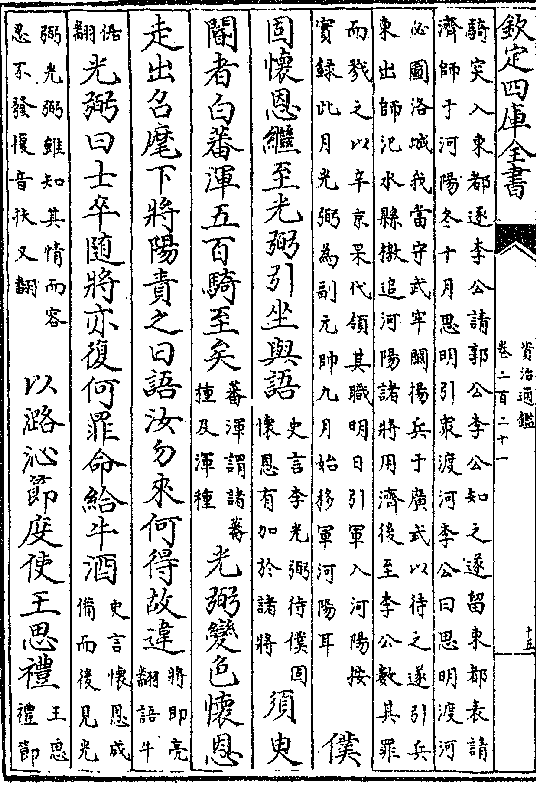 欽定四庫全書
資治通鑑
卷二百二十一
十五
騎突入東都遂李公請郭公李公知之遂留東都表請
濟師于河陽冬十月思明引衆渡河李公曰思明渡河
必圖洛城我當守武牢關揚兵于廣武以待之遂引兵
東出師汜水縣檄追河陽諸將用濟後至李公數其罪
而戮之以辛京杲代領其職明日引軍入河陽按
實録此月光弼為副元帥九月始移軍河陽耳
僕
固懷恩繼至光弼引坐與語
史言李光弼待僕固
懷恩有加於諸將
須臾
閽者白蕃渾五百騎至矣
蕃渾謂諸蕃
種及渾種
光弼變色懷恩
走出召麾下將陽責之曰語汝勿來何得故違
將即亮
翻語牛
倨
翻
光弼曰士卒隨將亦復何罪命給牛酒
史言懷恩成
備而後見光
弼光弼雖知其情而容
忍不發復音扶又翻
以潞沁節度使王思禮
王思
禮節